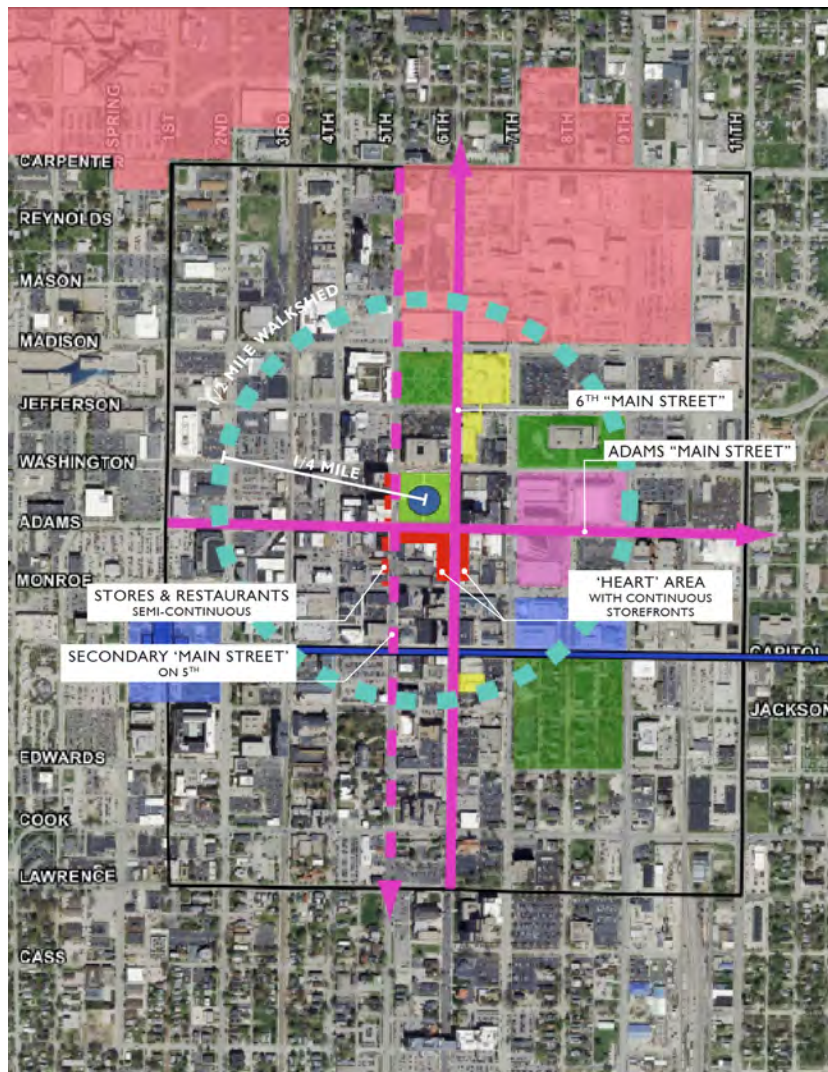 SPRING
1ST
2ND
3RD
4TH
5TH
6TH
7TH
8TH
9TH
11TH
CARPENTE
R
REYNOLDS
MASON
MADISON
JEFFERSON
WASHINGTON
ADAMS
MONROE
EDWARDS
COOK
LAWRENCE
CASS
1/2 MILE WALKSHED
1/4 MILE
6TH "MAIN STREET"
ADAMS "MAIN STREET"
STORES & RESTAURANTS
SEMI-CONTINUOUS
'HEART' AREA
WITH CONTINUOUS
STOREFRONTS
SECONDARY 'MAIN STREET'
ON 5TH
CAPITOL
JACKSON